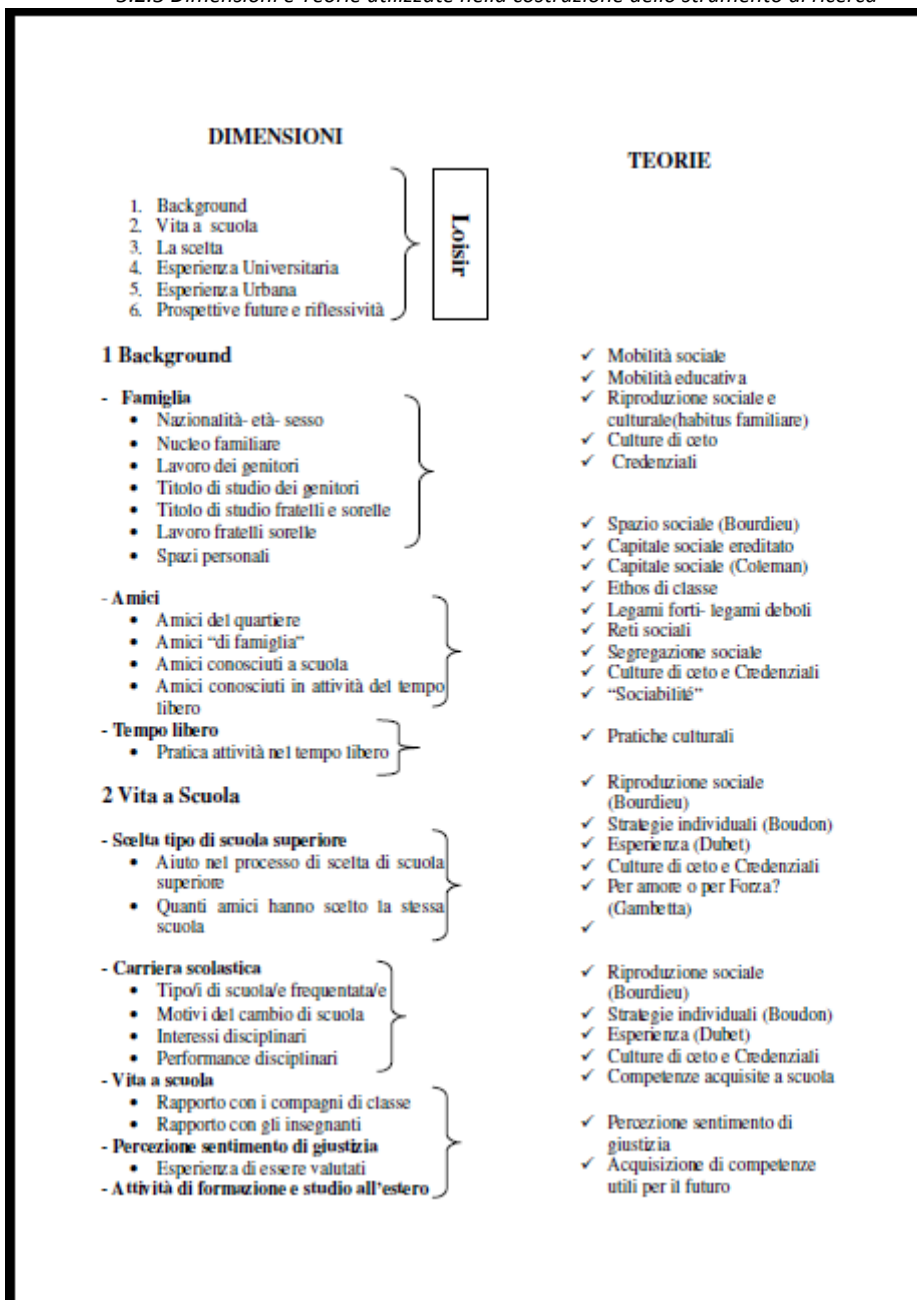 3.2.3 Dimensioni e Teorie utilizzate nella costruzione dello strumento di ricerca
DIMENSIONI
1. Background
2. Vita a scuola
3. La scelta
4. Esperienza Universitaria
5. Esperienza Urbana
6. Prospettive future e riflessività
Loisir
TEORIE
1 Background
- Famiglia
• Nazionalità- età- sesso
• Nucleo familiare
• Lavoro dei genitori
• Titolo di studio dei genitori
• Titolo di studio fratelli e sorelle
• Lavoro fratelli sorelle
• Spazi personali
- Amici
• Amici del quartiere
• Amici “di famiglia”
• Amici conosciuti a scuola
• Amici conosciuti in attività del tempo
libero
- Tempo libero
• Pratica attività nel tempo libero
2 Vita a Scuola
- Scelta tipo di scuola superiore
• Aiuto nel processo di scelta di scuola
superiore
• Quanti amici hanno scelto la stessa
scuola
- Carriera scolastica
• Tipo/i di scuola/e frequentata/e
• Motivi del cambio di scuola
• Interessi disciplinari
• Performance disciplinari
- Vita a scuola
• Rapporto con i compagni di classe
• Rapporto con gli insegnanti
- Percezione sentimento di giustizia
• Esperienza di essere valutati
- Attività di formazione e studio all’estero
✓ Mobilità sociale
✓ Mobilità educativa
✓ Riproduzione sociale e
culturale(habitus familiare)
✓ Culture di ceto
✓ Credenziali
✓ Spazio sociale (Bourdieu)
✓ Capitale sociale ereditato
✓ Capitale sociale (Coleman)
✓ Ethos di classe
✓ Legami forti- legami deboli
✓ Reti sociali
✓ Segregazione sociale
✓ Culture di ceto e Credenziali
✓ “Sociabilité”
✓ Pratiche culturali
✓ Riproduzione sociale
(Bourdieu)
✓ Strategie individuali (Boudon)
✓ Esperienza (Dubet)
✓ Culture di ceto e Credenziali
✓ Per amore o per Forza?
(Gambetta)
✓
✓ Riproduzione sociale
(Bourdieu)
✓ Strategie individuali (Boudon)
✓ Esperienza (Dubet)
✓ Culture di ceto e Credenziali
✓ Competenze acquisite a scuola
✓ Percezione sentimento di
giustizia
✓ Acquisizione di competenze
utili per il futuro